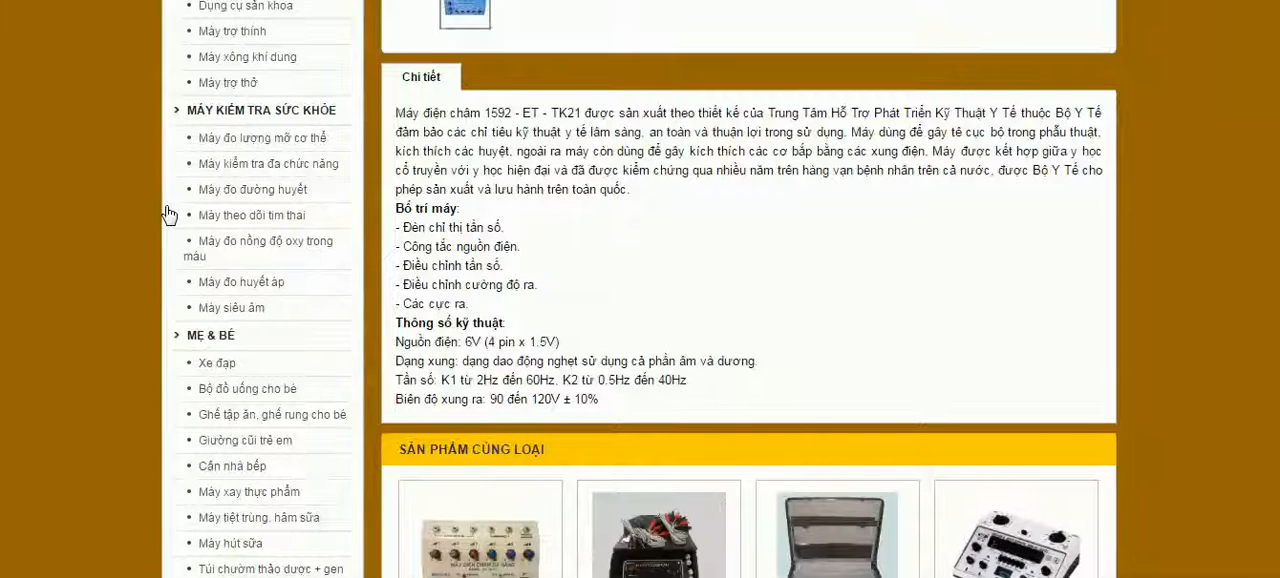 Dụng cụ sản khoa
Máy trợ thính
Máy xông khí dung
Máy trợ thở
MÁY KIỂM TRA SỨC KHỎE
Máy đo lượng mỡ cơ thể
Máy kiểm tra đa chức năng
Máy đo đường huyết
Máy theo dõi tim thai
Máy đo nồng độ oxy trong
máu
Máy đo huyết áp
Máy siêu âm
MẸ & BÉ
Xe đạp
Bộ đồ uống cho bé
Ghế tập ăn, ghế rung cho bé
Giường cũi trẻ em
Cần nhà bếp
Máy xay thực phẩm
Máy tiệt trùng, hâm sữa
Máy hút sữa
Túi chườm thảo dược + gen
Chi tiết
Máy điện châm 1592 - ET - TK21 được sản xuất theo thiết kế của Trung Tâm Hỗ Trợ Phát Triển Kỹ Thuật Y Tế thuộc Bộ Y Tế
đảm bảo các chỉ tiêu kỹ thuật y tế lâm sàng, an toàn và thuận lợi trong sử dụng. Máy dùng để gây tê cục bộ trong phẫu thuật,
kích thích các huyệt, ngoài ra máy còn dùng để gây kích thích các cơ bắp bằng các xung điện. Máy được kết hợp giữa y học
cổ truyền với y học hiện đại và đã được kiểm chứng qua nhiều năm trên hàng vạn bệnh nhân trên cả nước, được Bộ Y Tế cho
phép sản xuất và lưu hành trên toàn quốc.
Bố trí máy:
- Đèn chỉ thị tần số.
- Công tắc nguồn điện.
- Điều chỉnh tần số.
- Điều chỉnh cường độ ra.
- Các cực ra.
Thông số kỹ thuật:
Nguồn điện: 6V (4 pin x 1.5V)
Dạng xung: dạng dao động nghẹt sử dụng cả phần âm và dương.
Tần số: K1 từ 2Hz đến 60Hz, K2 từ 0.5Hz đến 40Hz
Biên độ xung ra: 90 đến 120V ± 10%
SẢN PHẨM CÙNG LOẠI